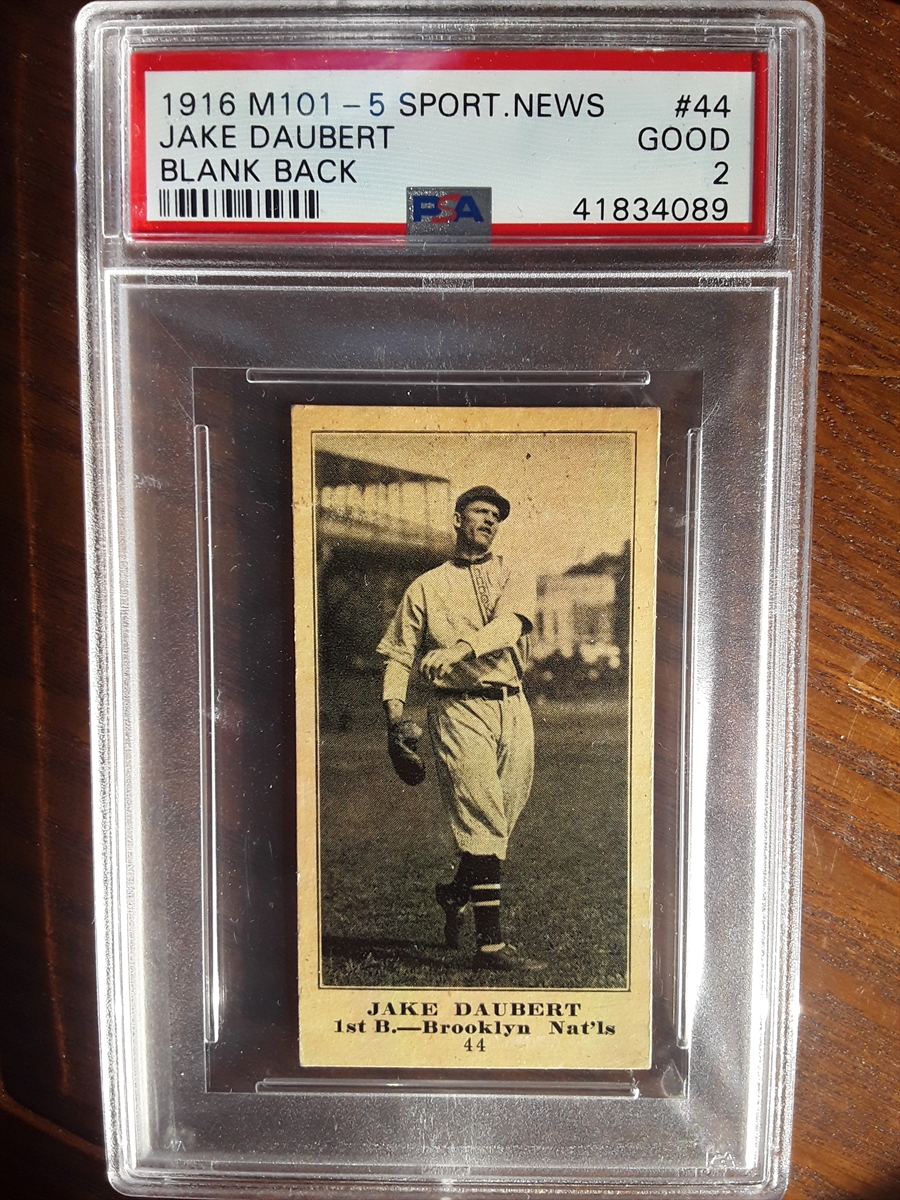 1916 M101-5 SPORT.NEWS #44
JAKE DAUBERT GOOD
BLANK BACK 2
PSA 41834089
JAKE DAUBERT
1st B.—Brooklyn Nat'ls
44